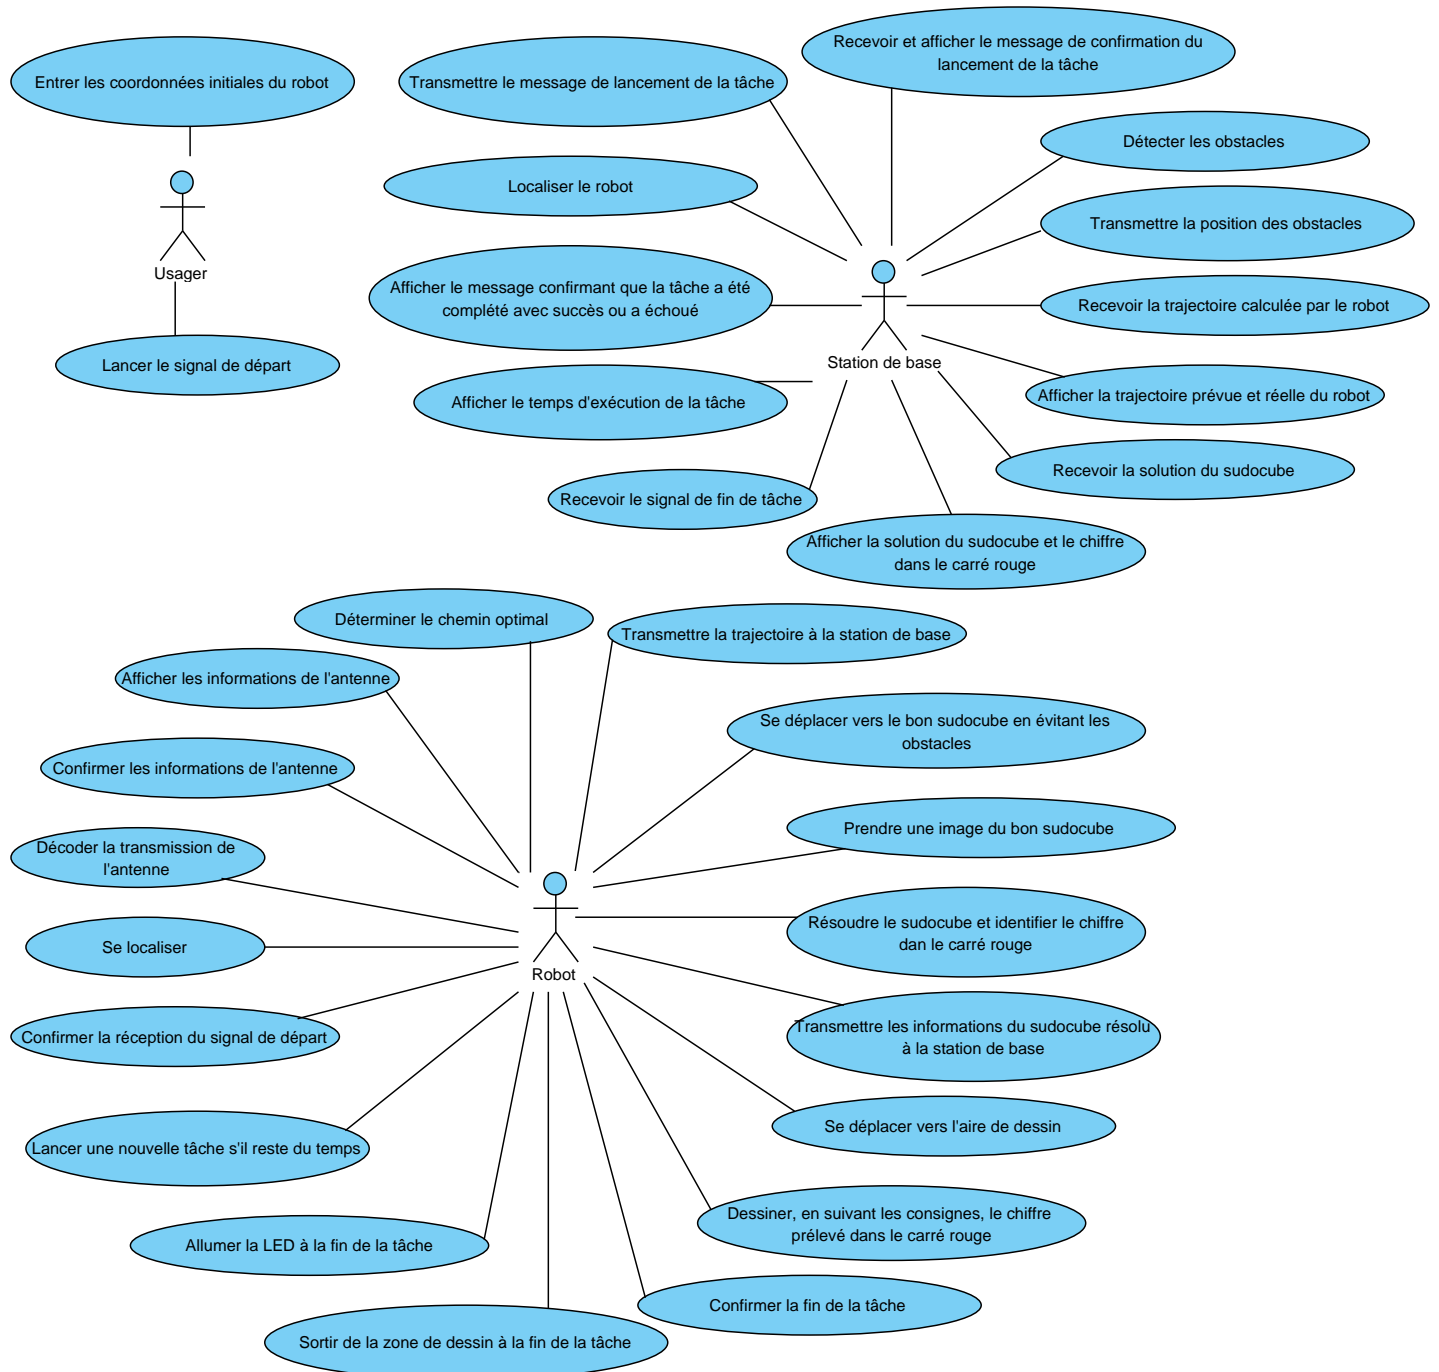 Entrer les coordonnées initiales du robot
Usager
Lancer le signal de départ
Transmettre le message de lancement de la tâche
Recevoir et afficher le message de confirmation du
lancement de la tâche
Localiser le robot
Détecter les obstacles
Transmettre la position des obstacles
Afficher le message confirmant que la tâche a été
complété avec succès ou a échoué
Recevoir la trajectoire calculée par le robot
Station de base
Afficher le temps d'exécution de la tâche
Afficher la trajectoire prévue et réelle du robot
Recevoir la solution du sudocube
Recevoir le signal de fin de tâche
Afficher la solution du sudocube et le chiffre
dans le carré rouge
Déterminer le chemin optimal
Transmettre la trajectoire à la station de base
Afficher les informations de l'antenne
Se déplacer vers le bon sudocube en évitant les
obstacles
Confirmer les informations de l'antenne
Prendre une image du bon sudocube
Décoder la transmission de
l'antenne
Résoudre le sudocube et identifier le chiffre
dan le carré rouge
Se localiser
Robot
Confirmer la réception du signal de départ
Transmettre les informations du sudocube résolu
à la station de base
Lancer une nouvelle tâche s'il reste du temps
Se déplacer vers l'aire de dessin
Dessiner, en suivant les consignes, le chiffre
prélevé dans le carré rouge
Allumer la LED à la fin de la tâche
Confirmer la fin de la tâche
Sortir de la zone de dessin à la fin de la tâche